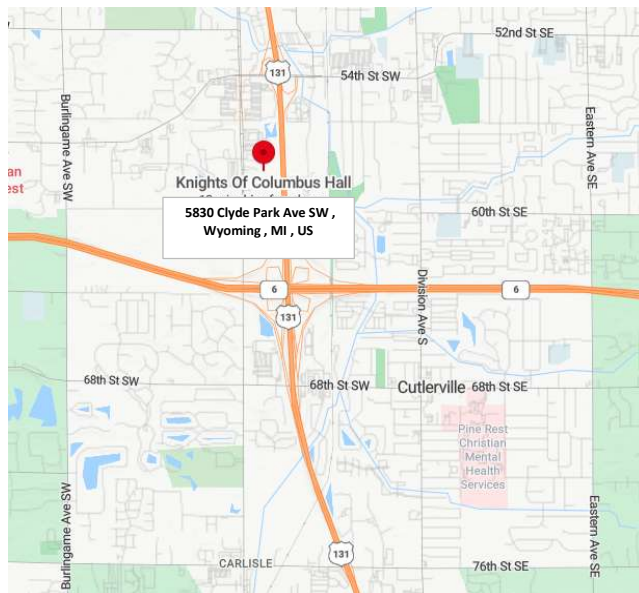 52nd St SE
131
54th St SW
Burlingame Ave SW
Eastern Ave SE
an
est
Knights Of Columbus Hall
60th St SE
5830 Clyde Park Ave SW ,
Wyoming , MI , US
6
6
Division Ave S
131
68th St SW
68th St SW
Cutlerville
68th St SE
Pine Rest
Christian
Mental
Health
Services
Burlingame Ave SW
Eastern Ave SE
131
CARLISLE
76th St SE